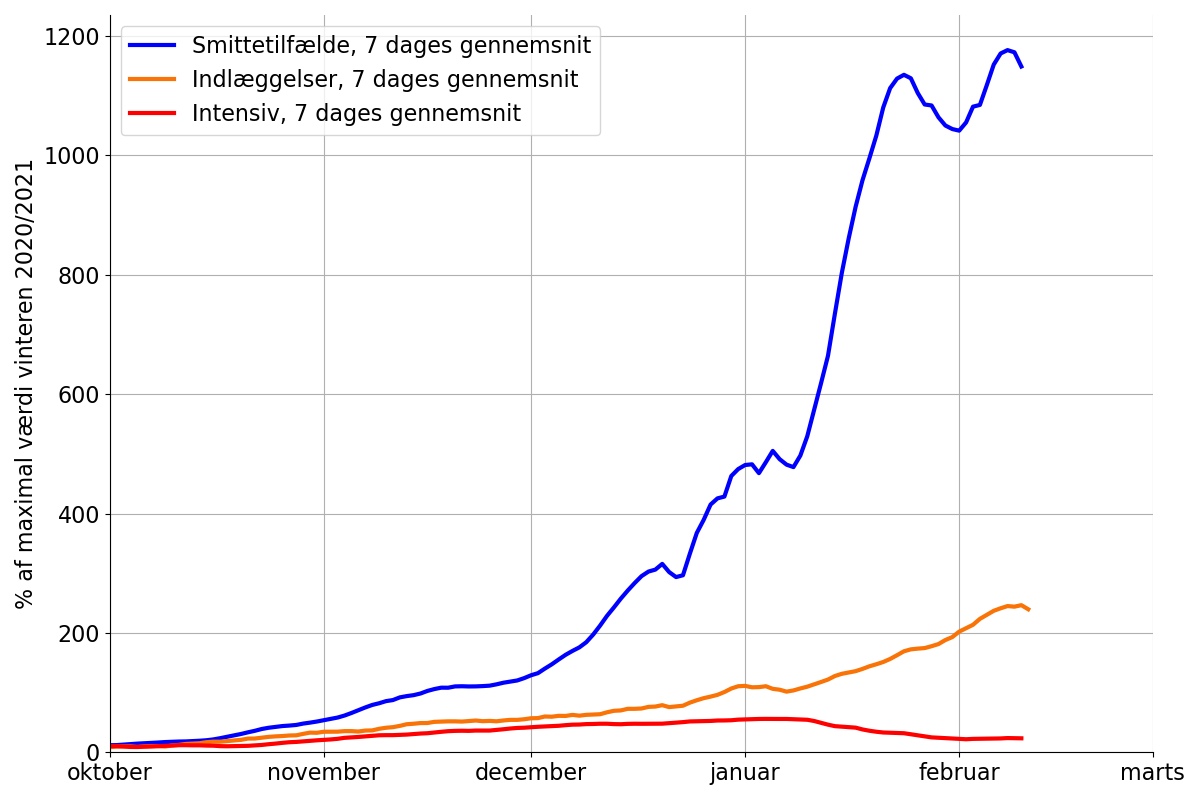 Smittetilfælde, 7 dages gennemsnit
Indlæggelser, 7 dages gennemsnit
Intensiv, 7 dages gennemsnit
% af maximal værdi vinteren 2020/2021
1200
1000
800
600
400
200
0
oktober november december januar februar marts